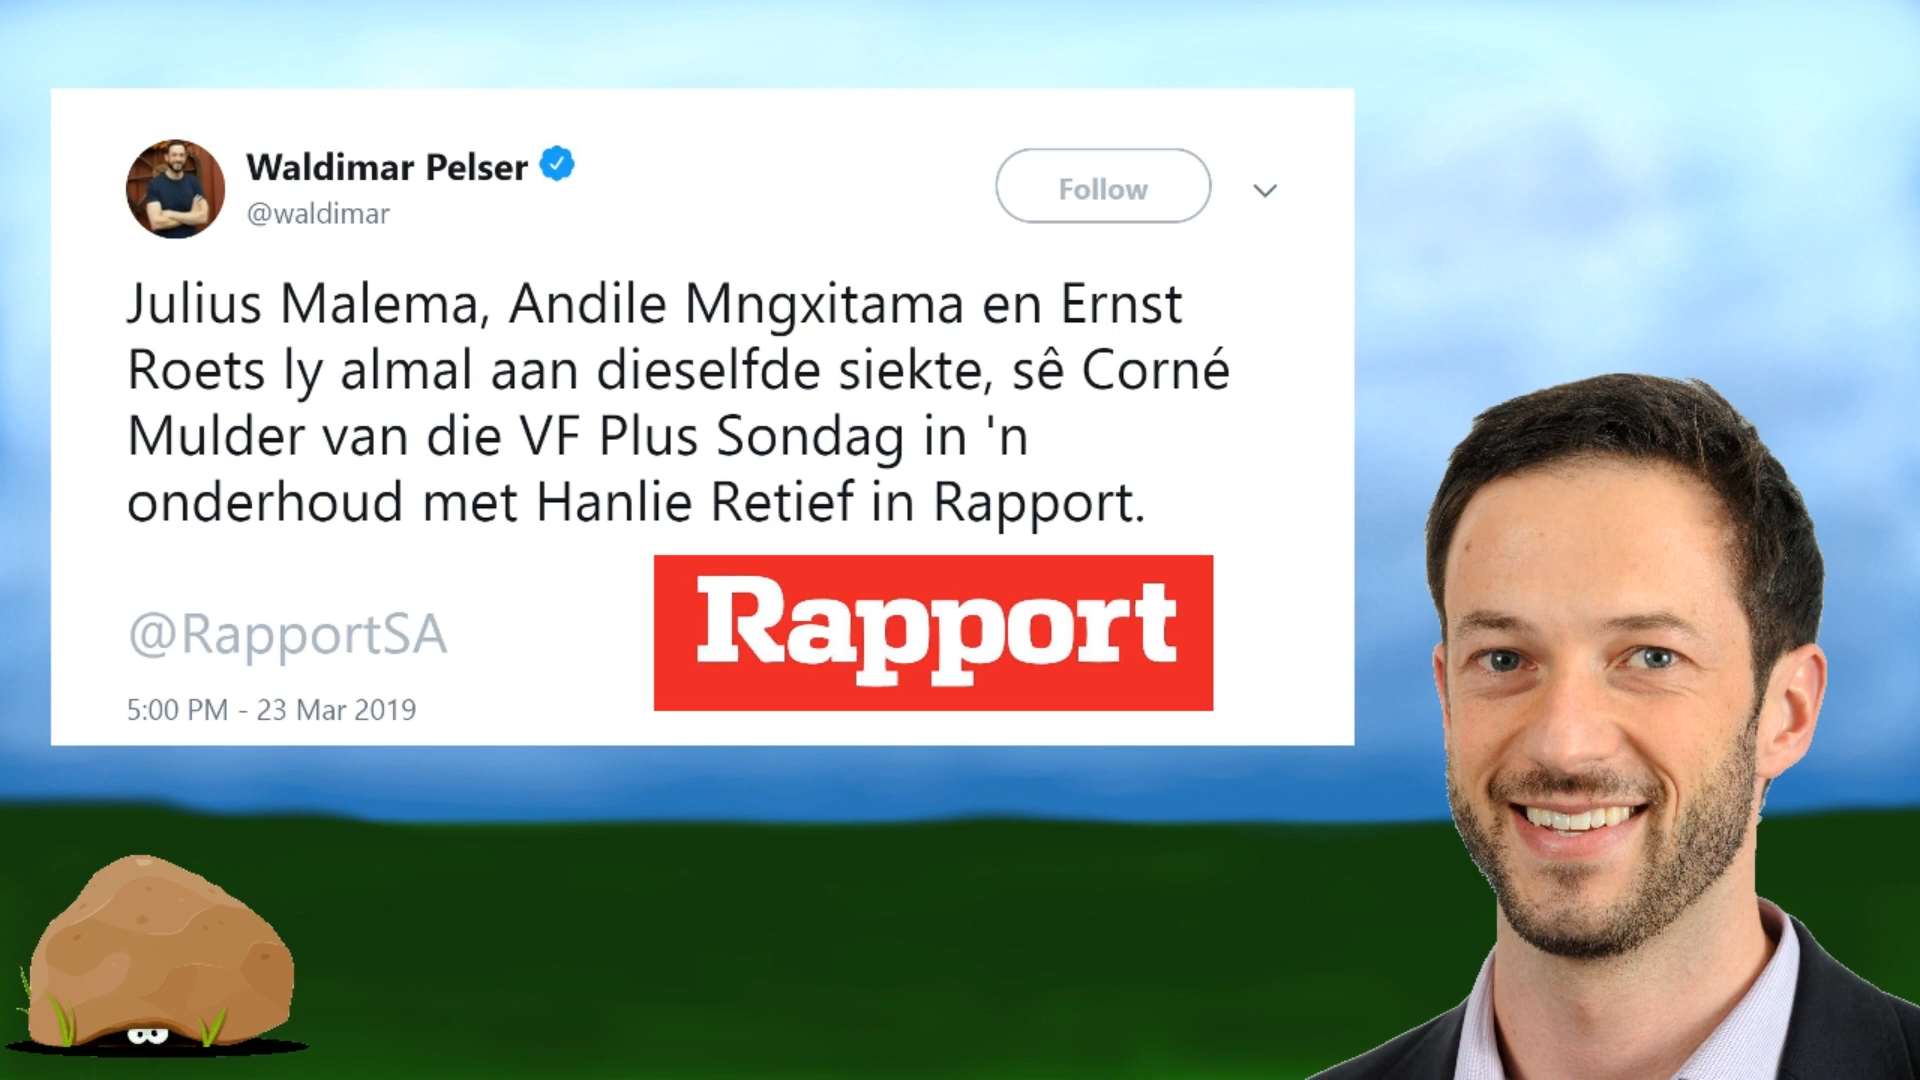 Waldimar Pelser
@waldimar
Follow
Julius Malema, Andile Mngxitama en Ernst
Roets ly almal aan dieselfde siekte, sê Corné
Mulder van die VF Plus Sondag in 'n
onderhoud met Hanlie Retief in Rapport.
@RapportSA
Rapport
5:00 PM - 23 Mar 2019